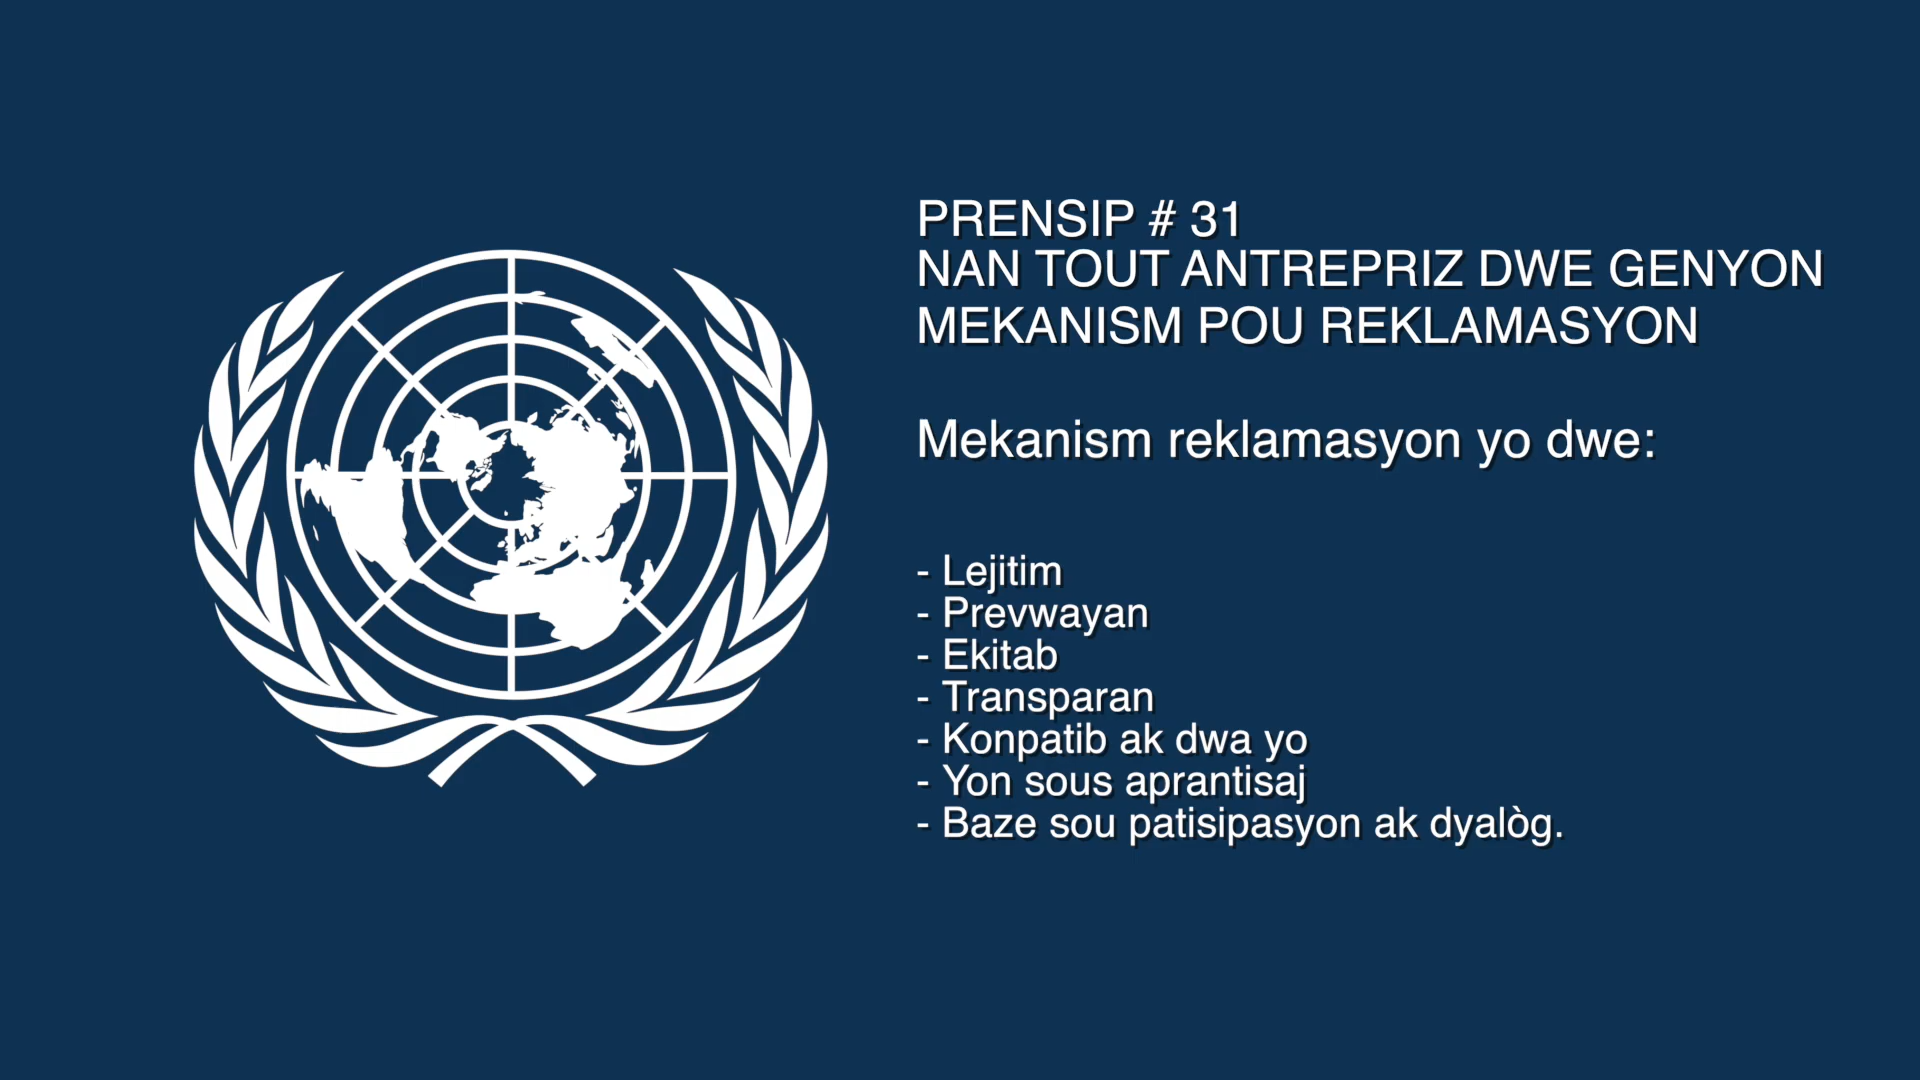 PRENSIP # 31
NAN TOUT ANTREPRIZ DWE GENYON
MEKANISM POU REKLAMASYON
Mekanism reklamasyon yo dwe:
- Lejitim
- Prevwayan
- Ekitab
- Transparan
- Konpatib ak dwa yo
- Yon sous aprantisaj
- Baze sou patisipasyon ak dyalòg.